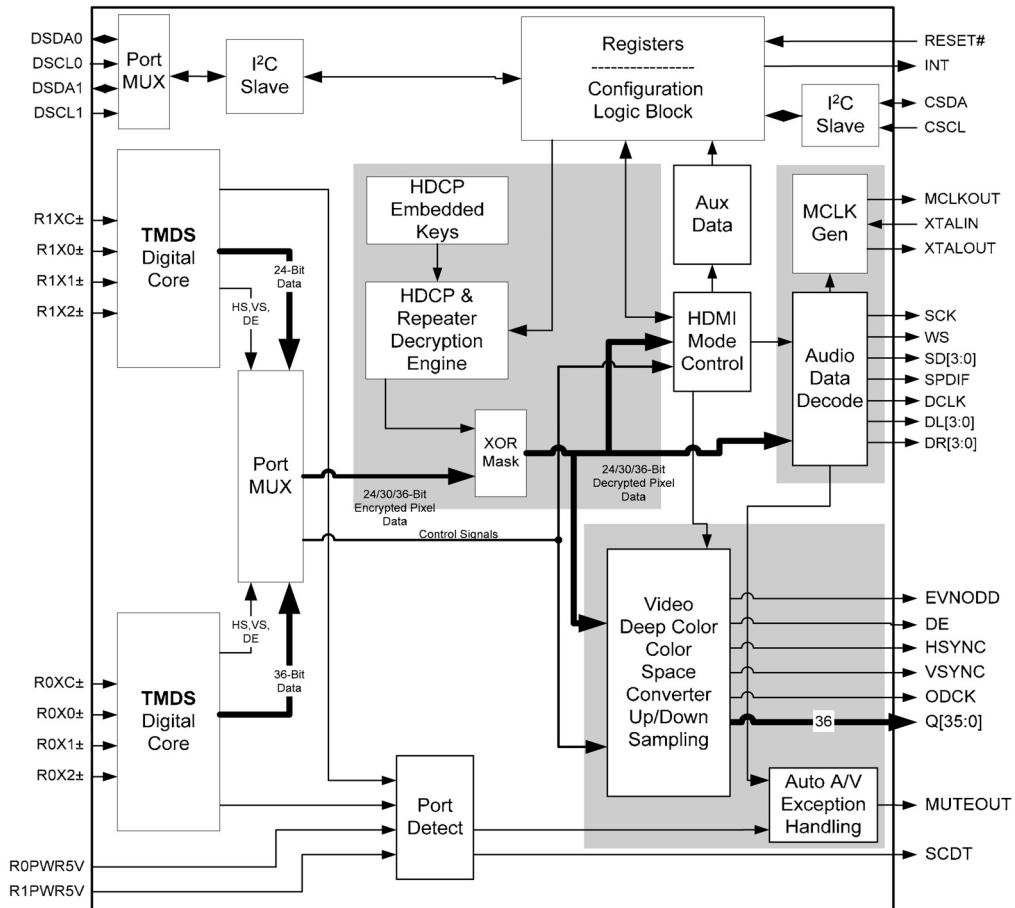 DSDA0
DSCL0
DSDA1
DSCL1
Port
MUX
I²C
Slave
Registers
---------------
Configuration
Logic Block
RESET#
INT
I²C
Slave
CSDA
CSCL
R1XC±
R1X0±
R1X1±
R1X2±
TMDS
Digital
Core
24-Bit
Data
HS,VS,
DE
HDCP
Embedded
Keys
HDCP &
Repeater
Decryption
Engine
Aux
Data
HDMI
Mode
Control
MCLK
Gen
MCLKOUT
XTALIN
XTALOUT
Audio
Data
Decode
SCK
WS
SD[3:0]
SPDIF
DCLK
DL[3:0]
DR[3:0]
Port
MUX
XOR
Mask
24/30/36-Bit
Encrypted Pixel
Data
24/30/36-Bit
Decrypted Pixel
Data
Control Signals
HS,VS,
DE
36-Bit
Data
R0XC±
R0X0±
R0X1±
R0X2±
TMDS
Digital
Core
Video
Deep Color
Color
Space
Converter
Up/Down
Sampling
EVNODD
DE
HSYNC
VSYNC
ODCK
36
Q[35:0]
Port
Detect
Auto A/V
Exception
Handling
MUTEOUT
SCDT
R0PWR5V
R1PWR5V